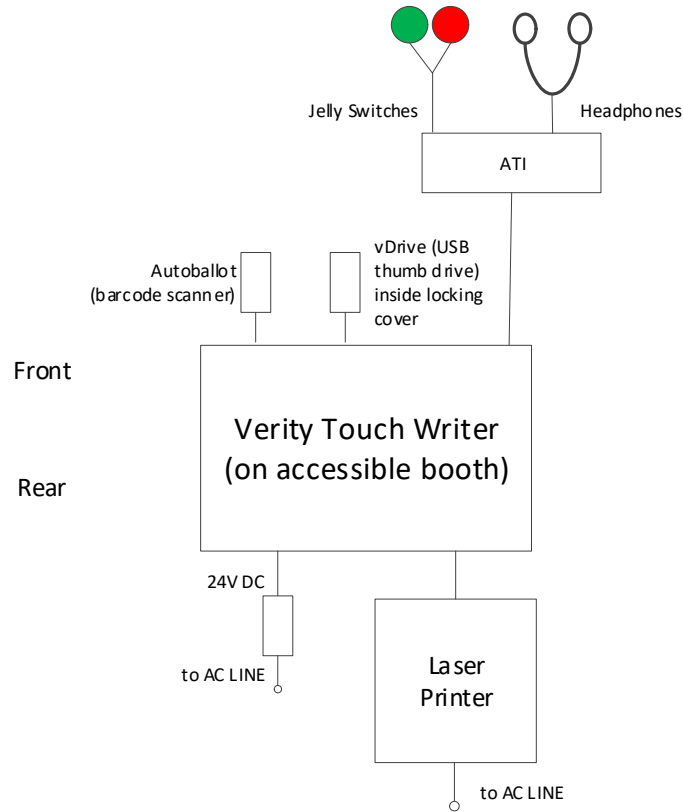 Jelly Switches
Headphones
ATI
Autoballot
(barcode scanner)
vDrive (USB
thumb drive)
inside locking
cover
Front
Verity Touch Writer
(on accessible booth)
Rear
24V DC
to AC LINE
Laser
Printer
to AC LINE